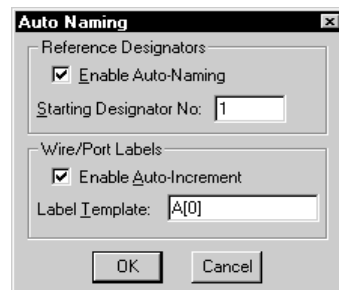 Auto Naming
Reference Designators
Enable Auto-Naming
Starting Designator No: 1
Wire/Port Labels
Enable Auto-Increment
Label Template: A[0]
OK Cancel